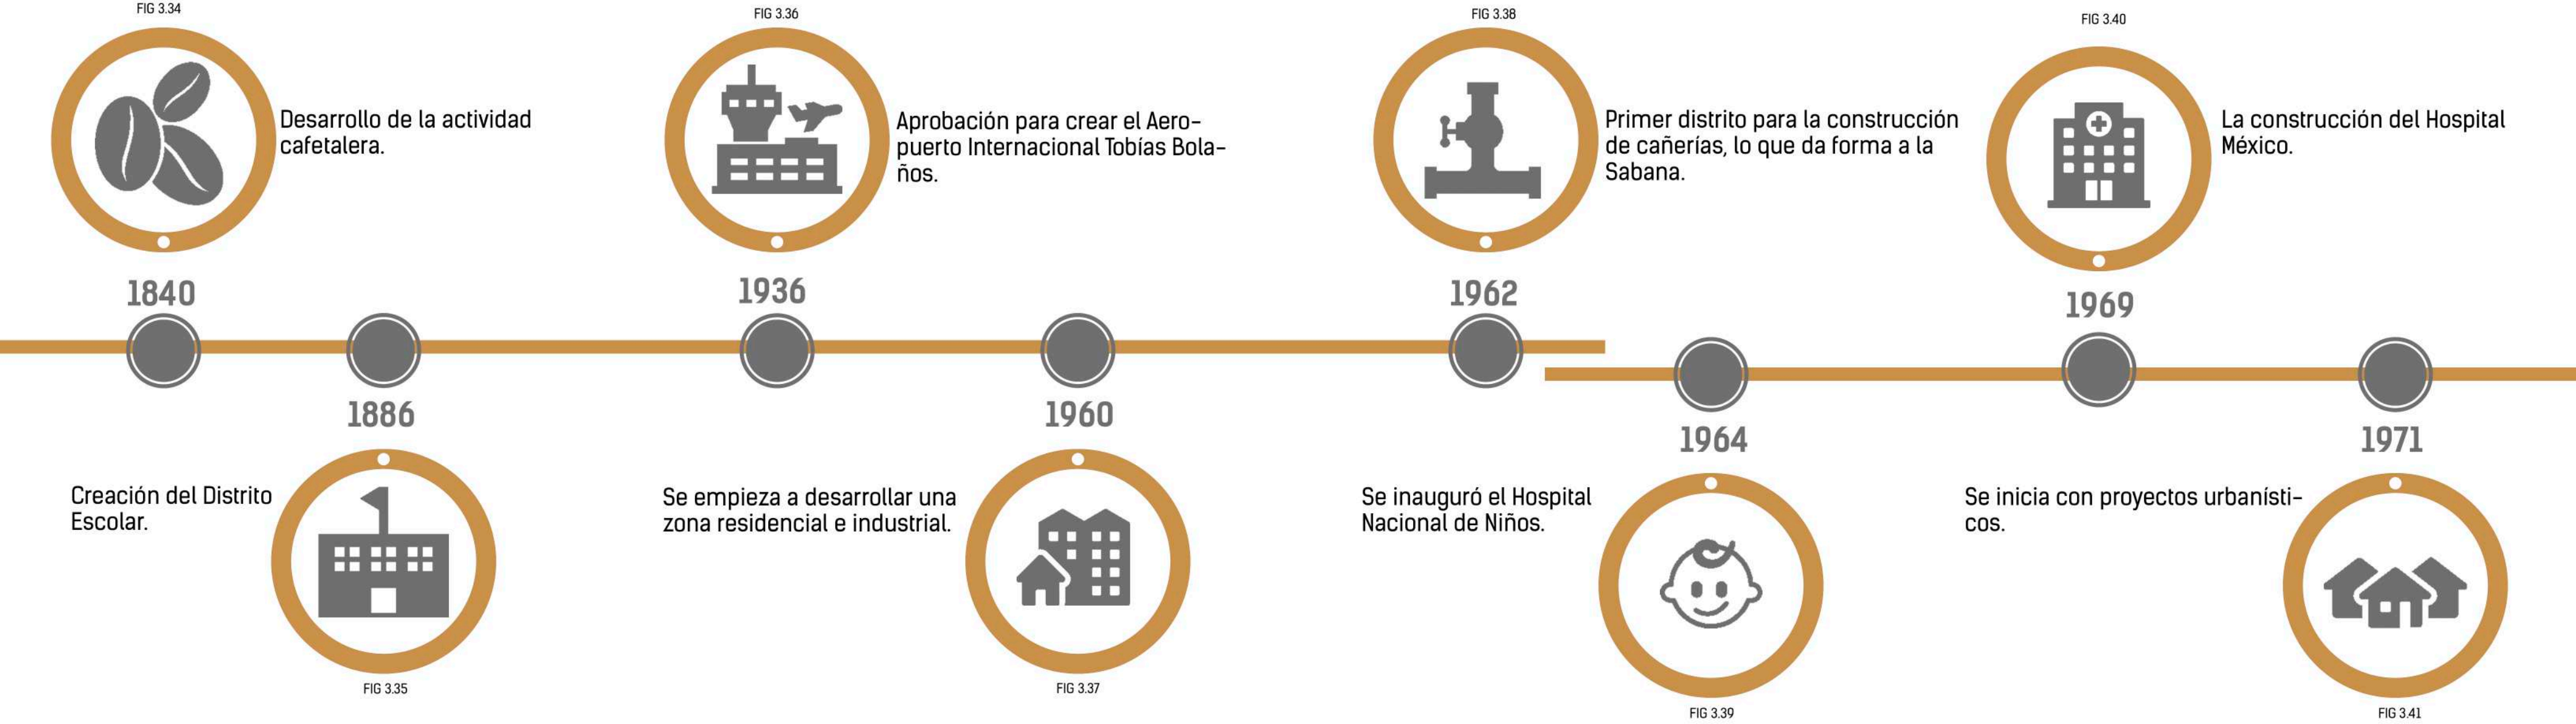 FIG 3.34
Desarrollo de la actividad
cafetalera.
1840
1886
Creación del Distrito
Escolar.
FIG 3.35
FIG 3.36
Aprobación para crear el Aero-
puerto Internacional Tobías Bola-
ños.
1936
1960
Se empieza a desarrollar una
zona residencial e industrial.
FIG 3.37
FIG 3.38
Primer distrito para la construcción
de cañerías, lo que da forma a la
Sabana.
1962
1964
Se inauguró el Hospital
Nacional de Niños.
FIG 3.39
FIG 3.40
La construcción del Hospital
México.
1969
1971
Se inicia con proyectos urbanísti-
cos.
FIG 3.41